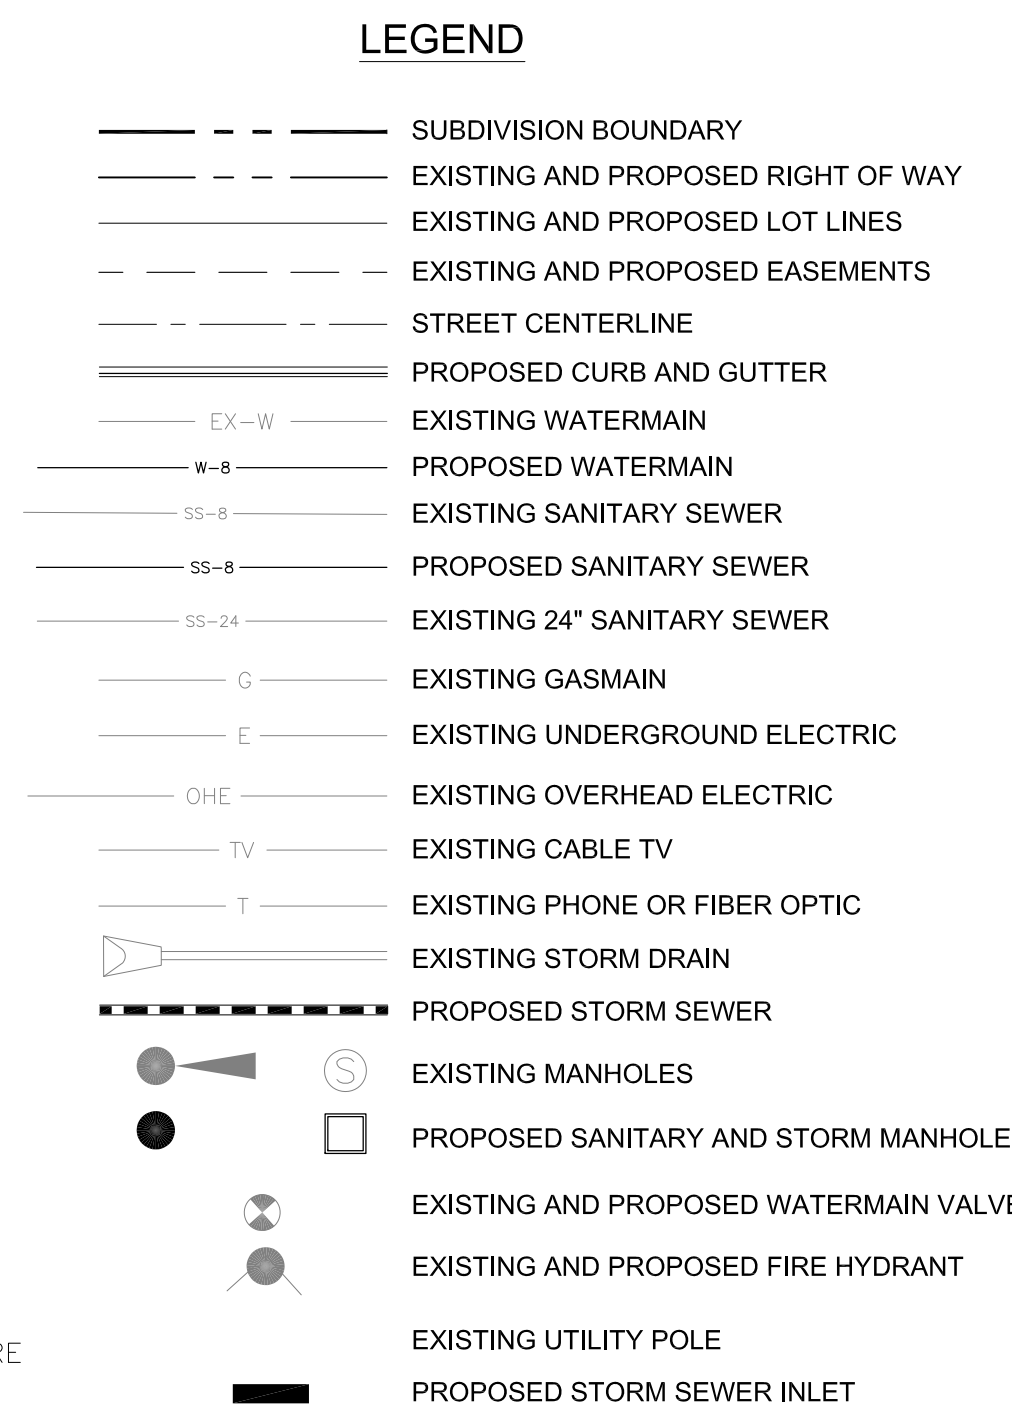 LEGEND
SUBDIVISION BOUNDARY
EXISTING AND PROPOSED RIGHT OF WAY
EXISTING AND PROPOSED LOT LINES
EXISTING AND PROPOSED EASEMENTS
STREET CENTERLINE
PROPOSED CURB AND GUTTER
EX-W EXISTING WATERMAIN
W-8 PROPOSED WATERMAIN
SS-8 EXISTING SANITARY SEWER
SS-8 PROPOSED SANITARY SEWER
SS-24 EXISTING 24" SANITARY SEWER
G EXISTING GASMAIN
E EXISTING UNDERGROUND ELECTRIC
OHE EXISTING OVERHEAD ELECTRIC
TV EXISTING CABLE TV
T EXISTING PHONE OR FIBER OPTIC
EXISTING STORM DRAIN
PROPOSED STORM SEWER
S EXISTING MANHOLES
PROPOSED SANITARY AND STORM MANHOLE
EXISTING AND PROPOSED WATERMAIN VALVE
EXISTING AND PROPOSED FIRE HYDRANT
EXISTING UTILITY POLE
RE
PROPOSED STORM SEWER INLET